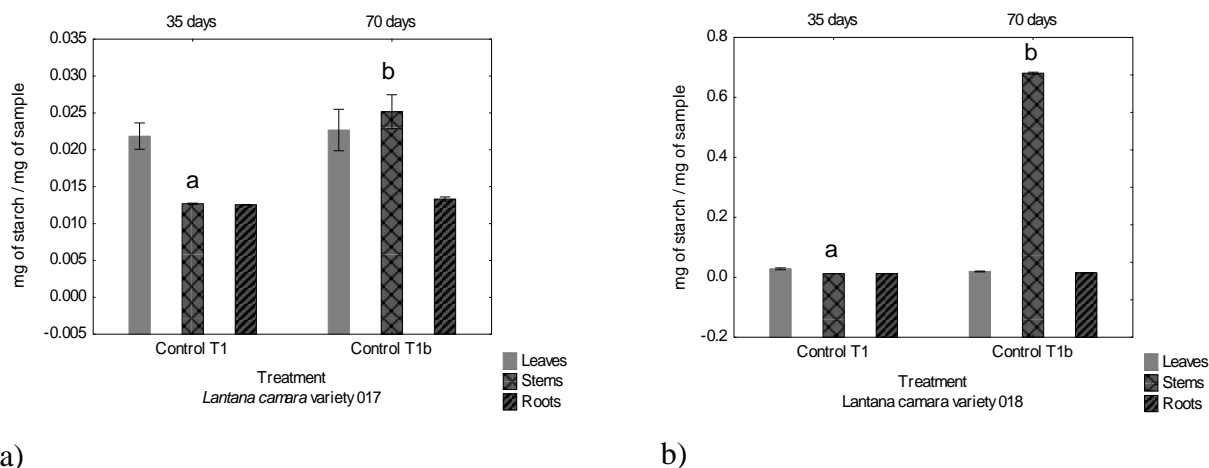 35 days 70 days
0.035
0.030
0.025
0.020
0.015
0.010
0.005
0.000
-0.005
mg of starch / mg of sample
a
b
Control T1 Control T1b
Treatment
Lantana camara variety 017
Leaves
Stems
Roots
a)
35 days 70 days
0.8
0.6
0.4
0.2
0.0
-0.2
mg of starch / mg of sample
a
b
Control T1 Control T1b
Treatment
Lantana camara variety 018
Leaves
Stems
Roots
b)